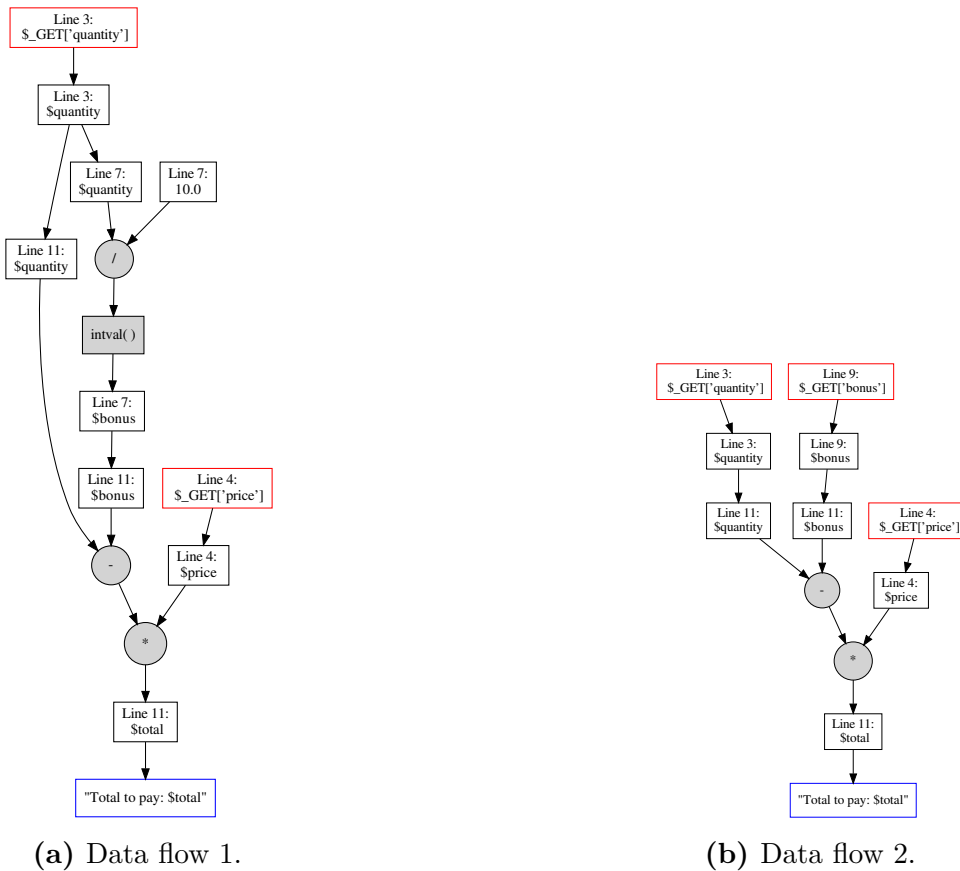 Line 3:
$_GET['quantity']
Line 3:
$quantity
Line 7:
$quantity
Line 7:
10.0
Line 11:
$quantity
/
intval( )
Line 7:
$bonus
Line 11:
$bonus
Line 4:
$_GET['price']
-
Line 4:
$price
*
Line 11:
$total
"Total to pay: $total"
(a) Data flow 1.
Line 3:
$_GET['quantity']
Line 9:
$_GET['bonus']
Line 3:
$quantity
Line 9:
$bonus
Line 11:
$quantity
Line 11:
$bonus
Line 4:
$_GET['price']
-
Line 4:
$price
*
Line 11:
$total
"Total to pay: $total"
(b) Data flow 2.